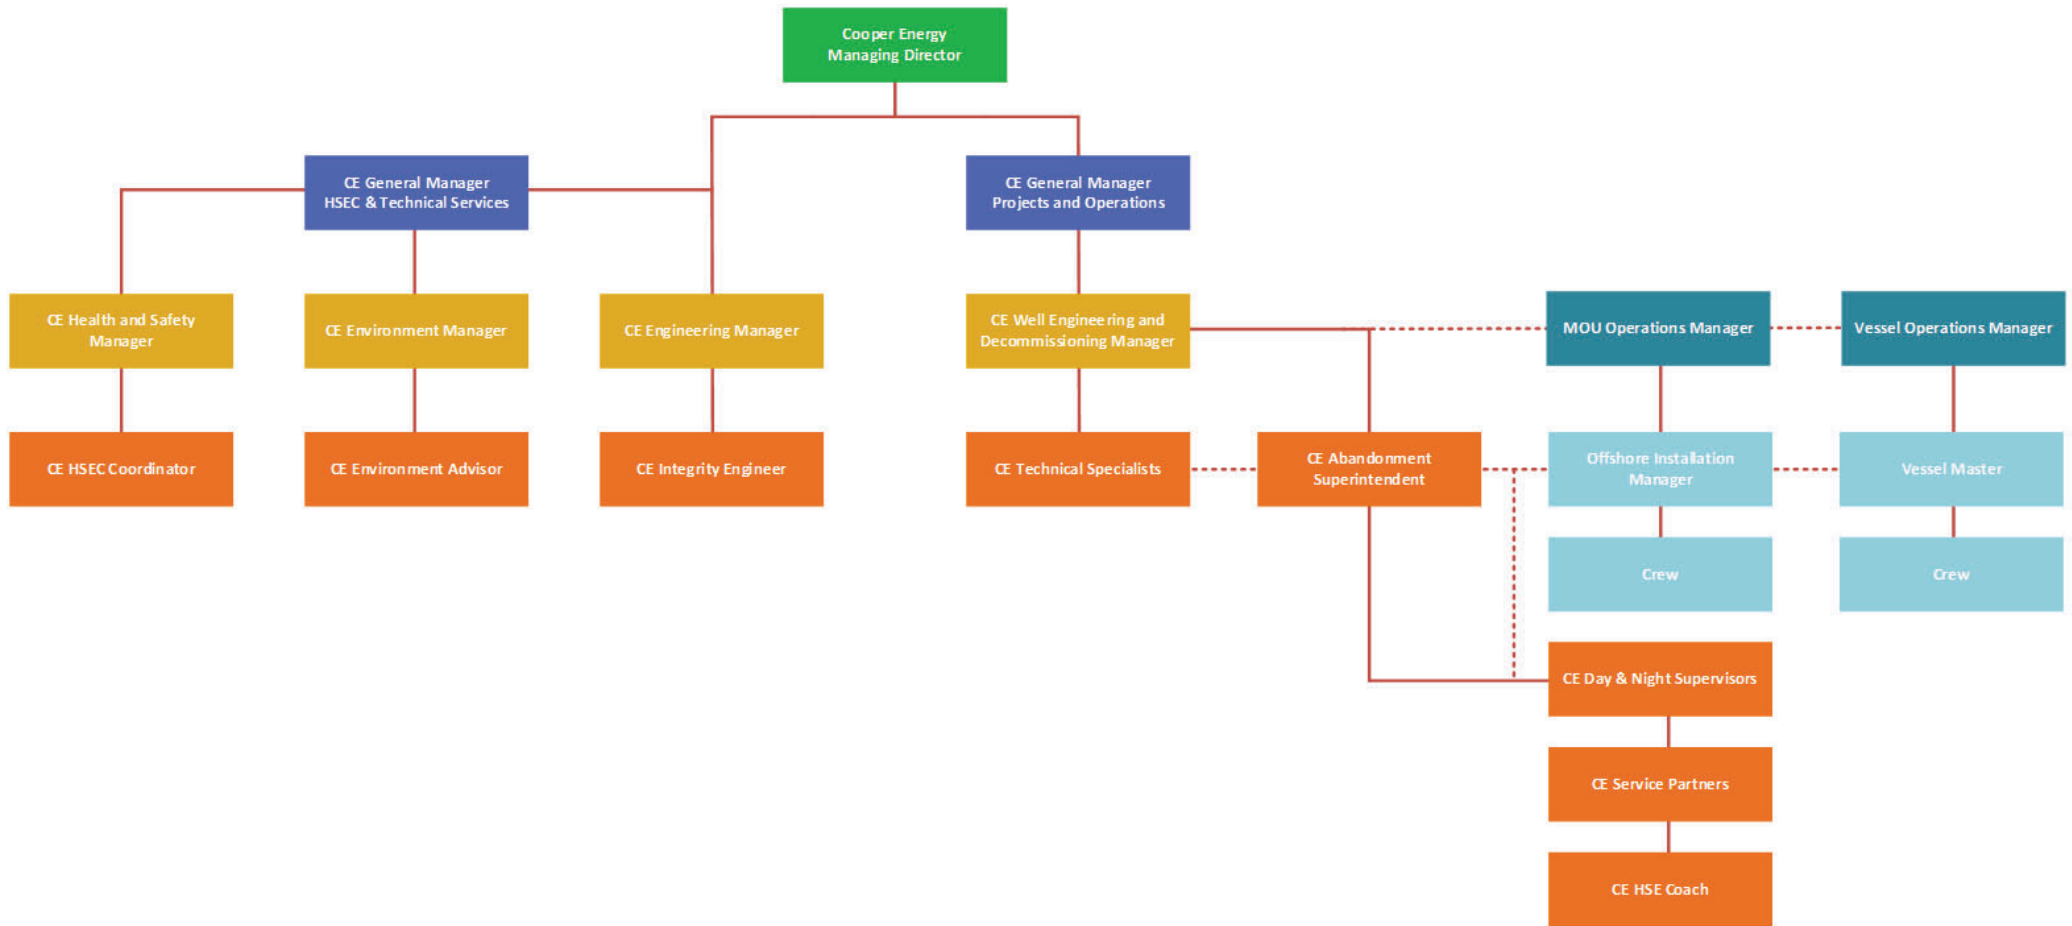 Cooper Energy
Managing Director
CE General Manager
HSEC & Technical Services
CE General Manager
Projects and Operations
CE Health and Safety
Manager
CE Environment Manager
CE Engineering Manager
CE Well Engineering and
Decommissioning Manager
MOU Operations Manager
Vessel Operations Manager
CE HSEC Coordinator
CE Environment Advisor
CE Integrity Engineer
CE Technical Specialists
CE Abandonment
Superintendent
Offshore Installation
Manager
Vessel Master
Crew
Crew
CE Day & Night Supervisors
CE Service Partners
CE HSE Coach